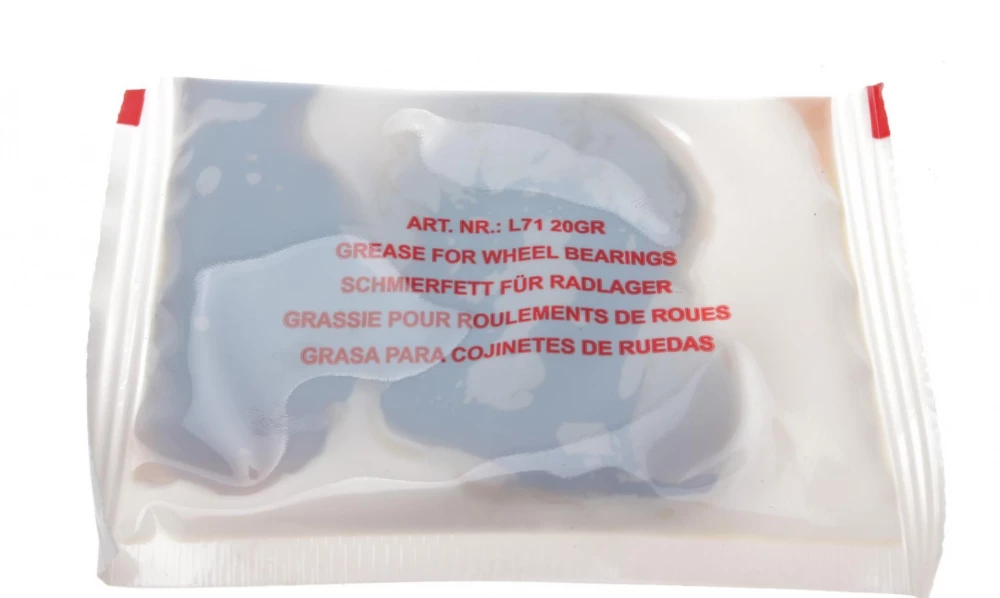 ART. NR.: L71 20GR
GREASE FOR WHEEL BEARINGS
SCHMIERFETT FÜR RADLAGER
GRASSIE POUR ROULEMENTS DE ROUES
GRASA PARA COJINETES DE RUEDAS